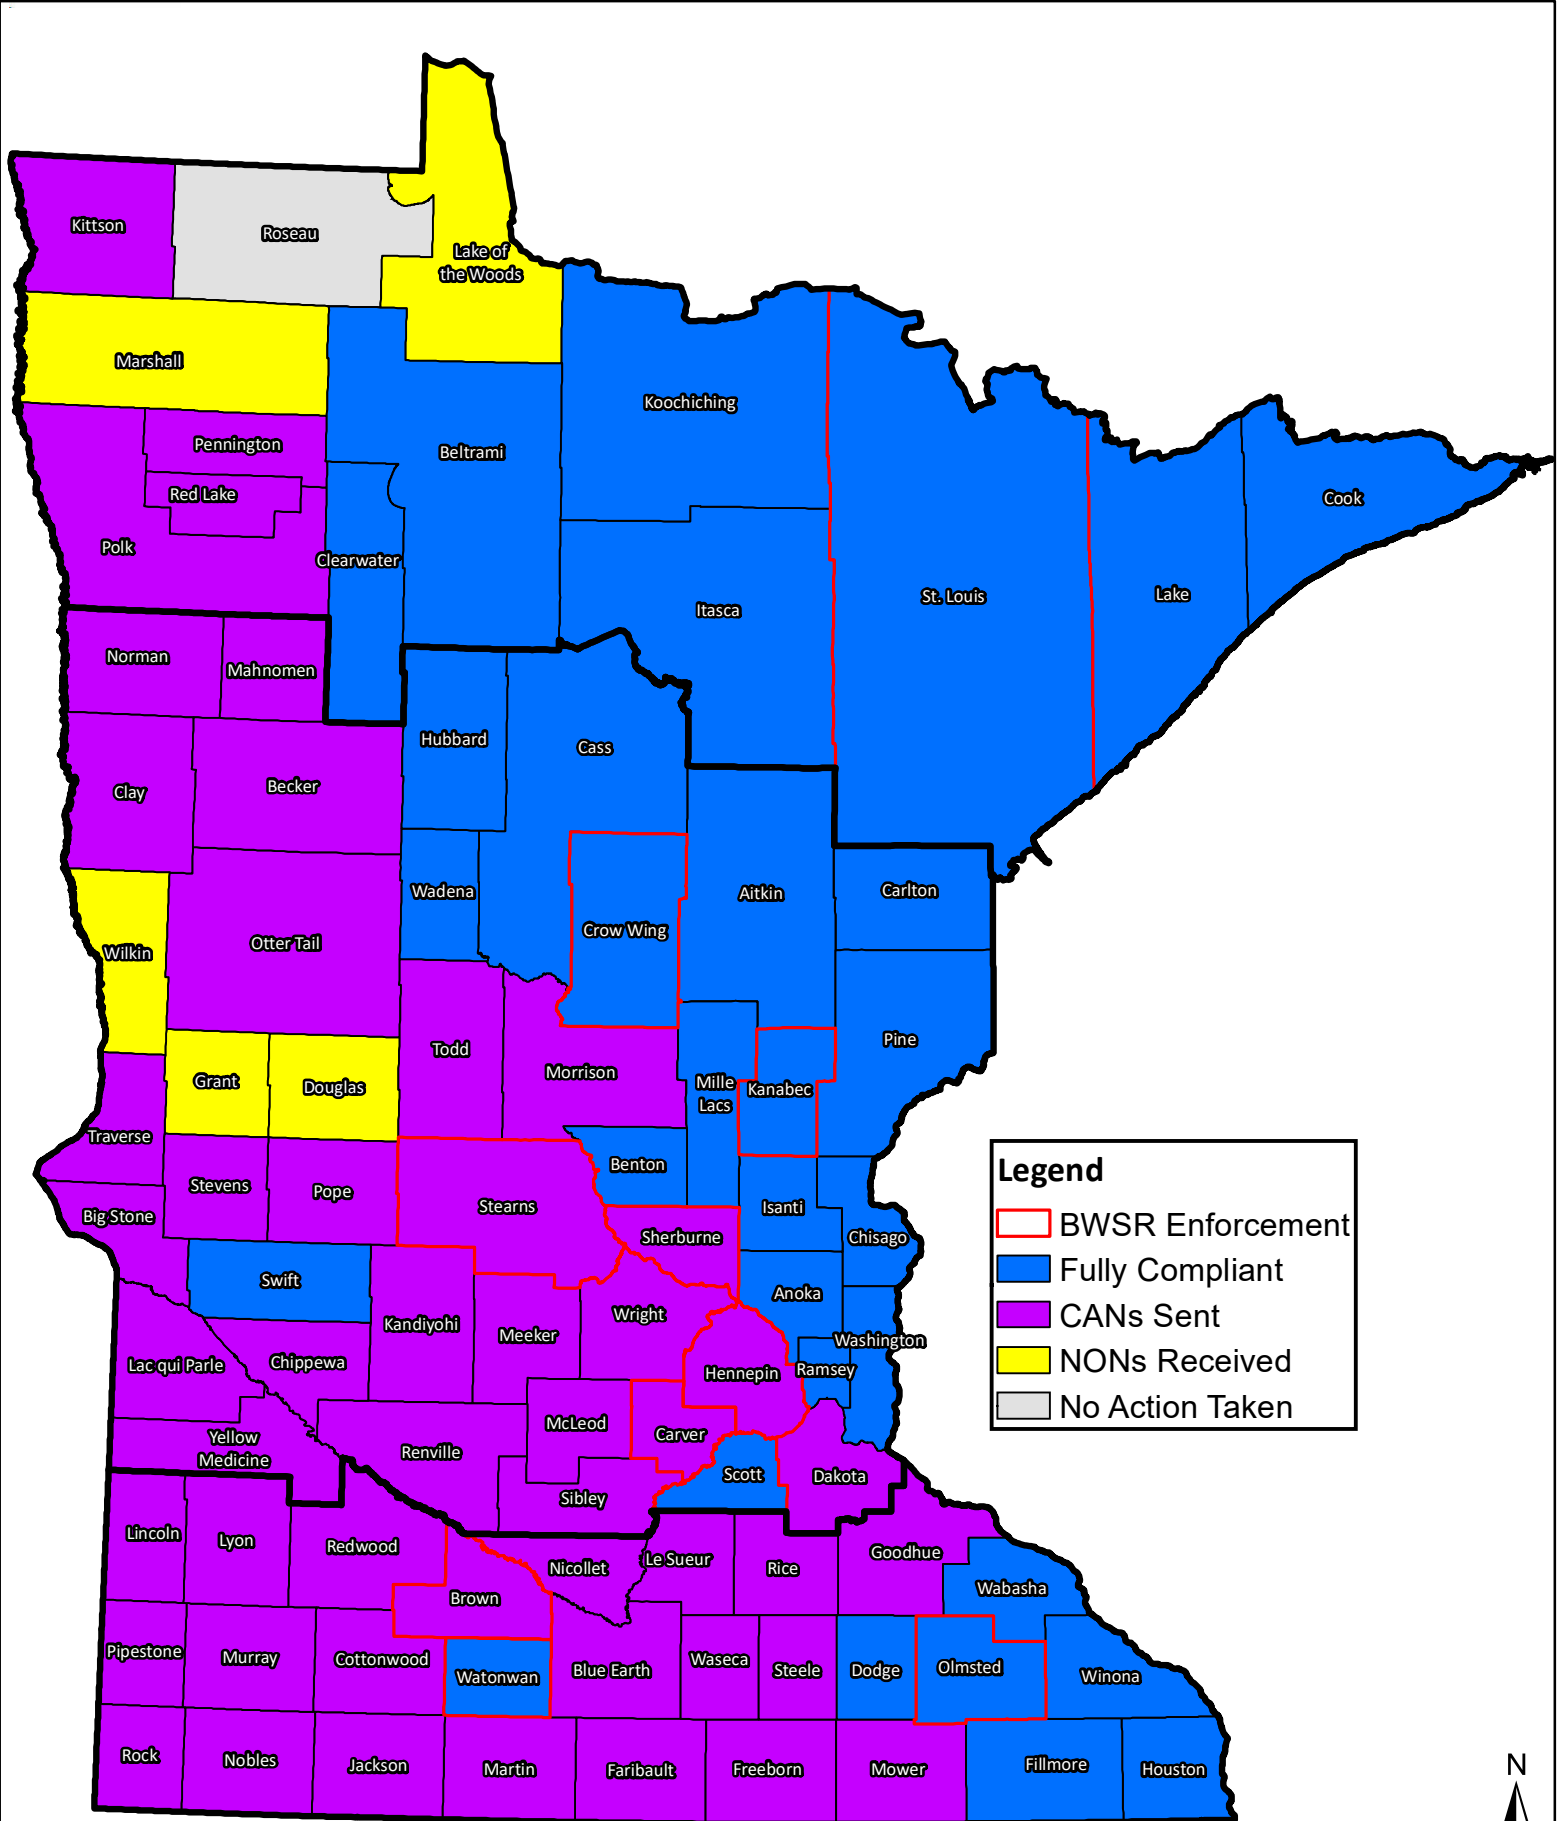 Kittson
Roseau
Lake of
the Woods
Marshall
Koochiching
Pennington
Beltrami
Red Lake
Cook
Polk
Clearwater
Lake
St. Louis
Itasca
Norman
Mahnomen
Hubbard
Cass
Becker
Clay
Wadena
Aitkin
Carlton
Crow Wing
Otter Tail
Wilkin
Pine
Todd
Morrison
Grant
Douglas
Mille
Lacs
Kanabec
Traverse
Benton
Stevens
Pope
Stearns
Isanti
Big Stone
Sherburne
Chisago
Swift
Anoka
Wright
Kandiyohi
Meeker
Washington
Lac qui Parle
Chippewa
Hennepin
Ramsey
McLeod
Carver
Yellow
Medicine
Renville
Scott
Dakota
Sibley
Lincoln
Lyon
Redwood
Nicollet
Le Sueur
Rice
Goodhue
Wabasha
Brown
Pipestone
Murray
Cottonwood
Watonwan
Blue Earth
Waseca
Steele
Dodge
Olmsted
Winona
Rock
Nobles
Jackson
Martin
Faribault
Freeborn
Mower
Fillmore
Houston
Legend
BWSR Enforcement
Fully Compliant
CANs Sent
NONs Received
No Action Taken
N